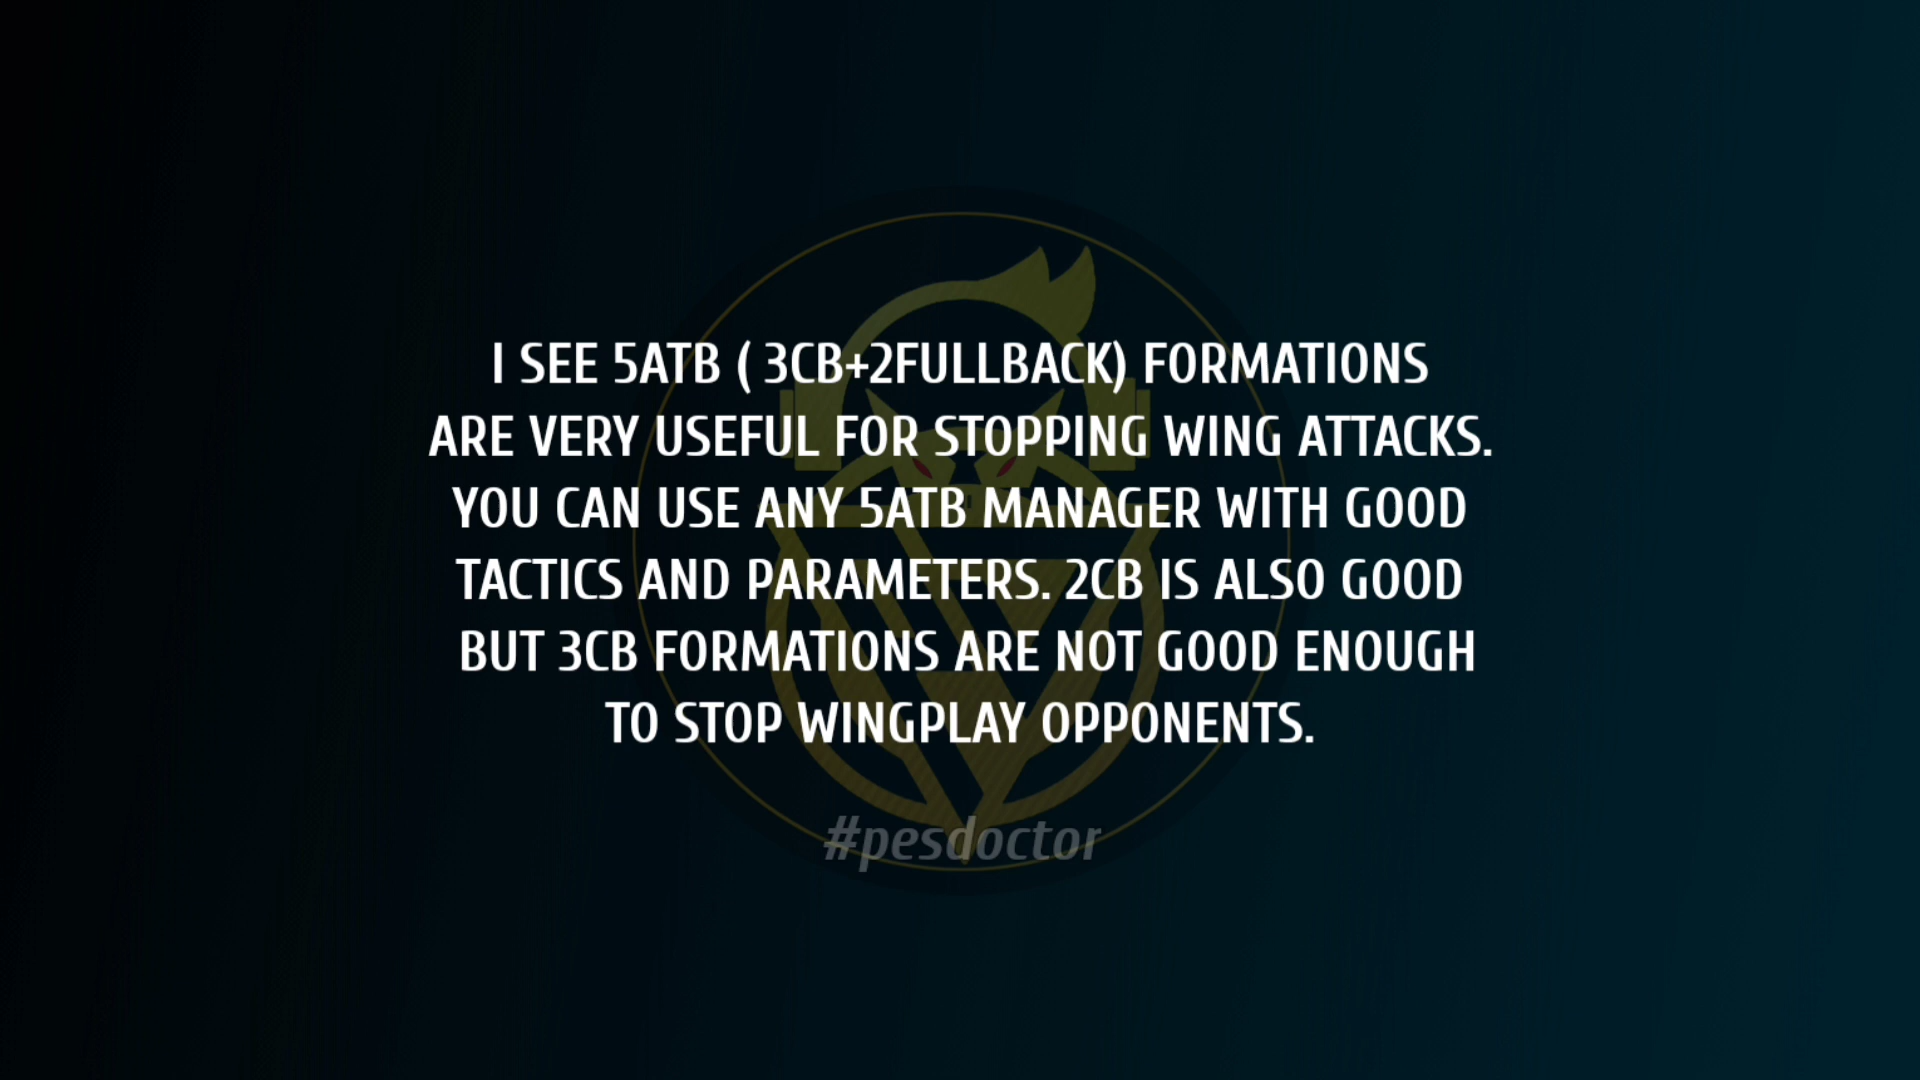 I SEE 5ATB ( 3CB+2FULLBACK) FORMATIONS
ARE VERY USEFUL FOR STOPPING WING ATTACKS.
YOU CAN USE ANY 5ATB MANAGER WITH GOOD
TACTICS AND PARAMETERS. 2CB IS ALSO GOOD
BUT 3CB FORMATIONS ARE NOT GOOD ENOUGH
TO STOP WINGPLAY OPPONENTS.
#pesdoctor